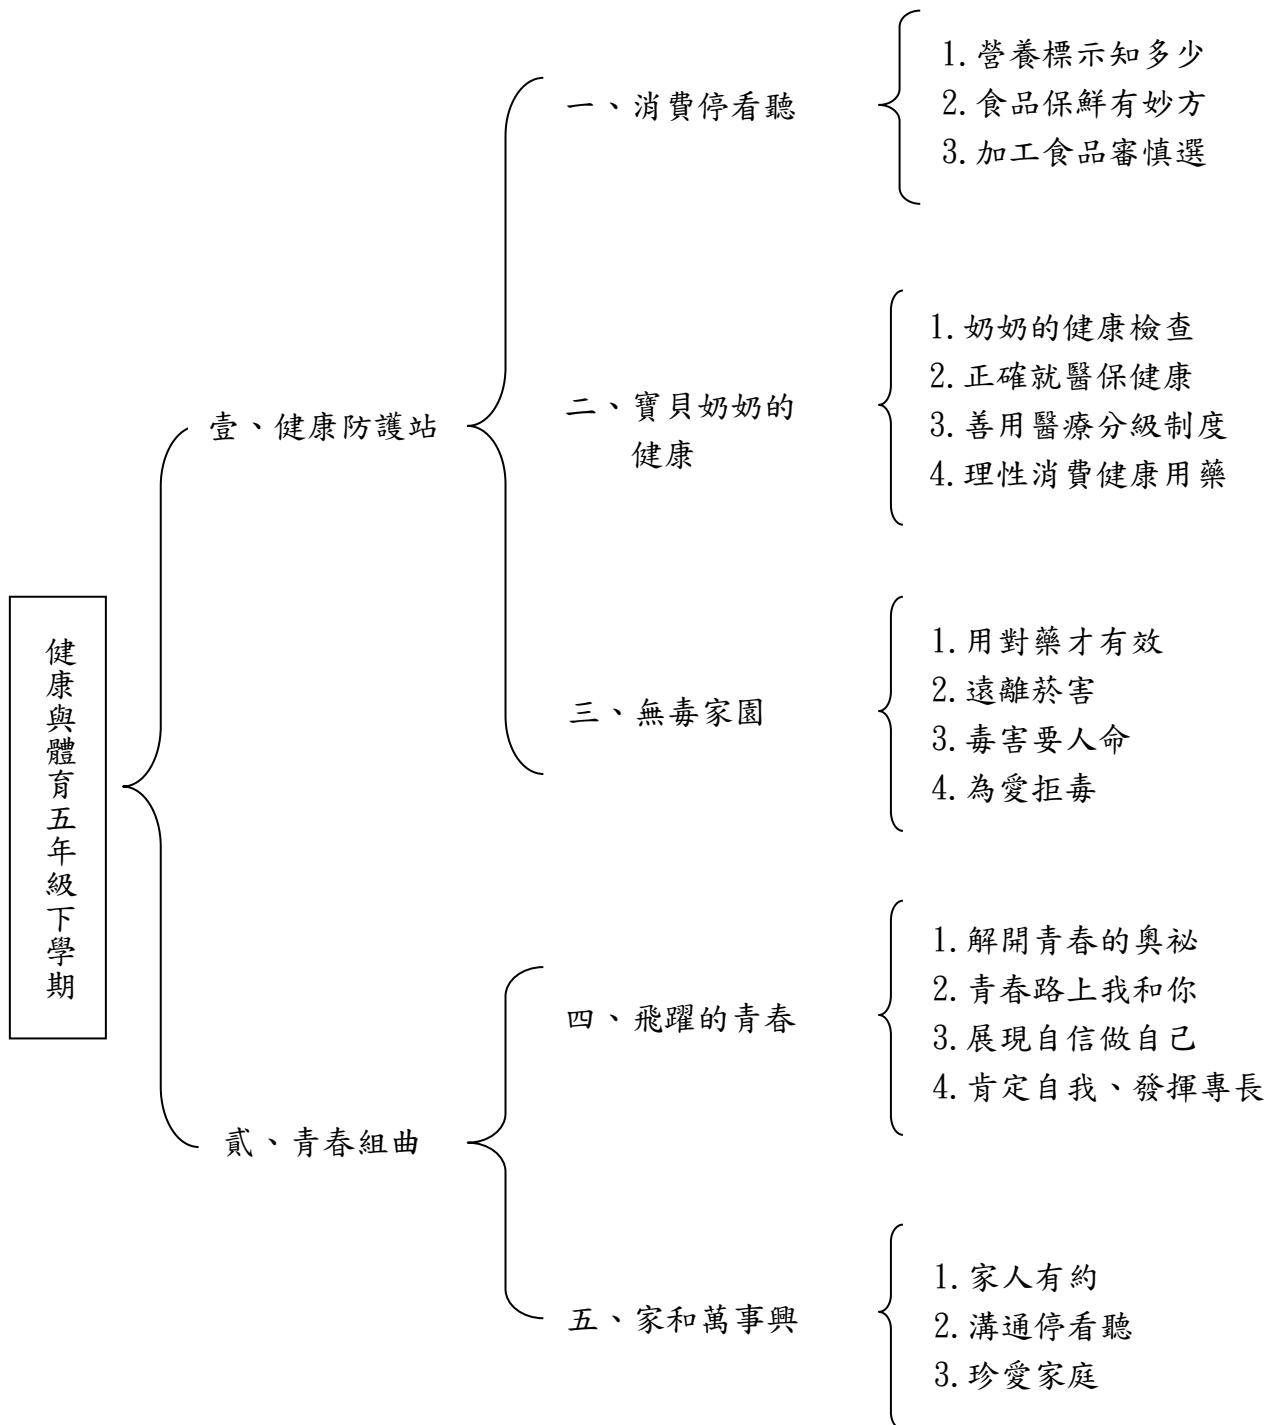 健康與體育五年級下學期
壹、健康防護站
一、消費停看聽
1.營養標示知多少
2.食品保鮮有妙方
3.加工食品審慎選
二、寶貝奶奶的
健康
1.奶奶的健康檢查
2.正確就醫保健康
3.善用醫療分級制度
4.理性消費健康用藥
三、無毒家園
1.用對藥才有效
2.遠離菸害
3.毒害要人命
4.為愛拒毒
貳、青春組曲
四、飛躍的青春
1.解開青春的奧祕
2.青春路上我和你
3.展現自信做自己
4.肯定自我、發揮專長
五、家和萬事興
1.家人有約
2.溝通停看聽
3.珍愛家庭